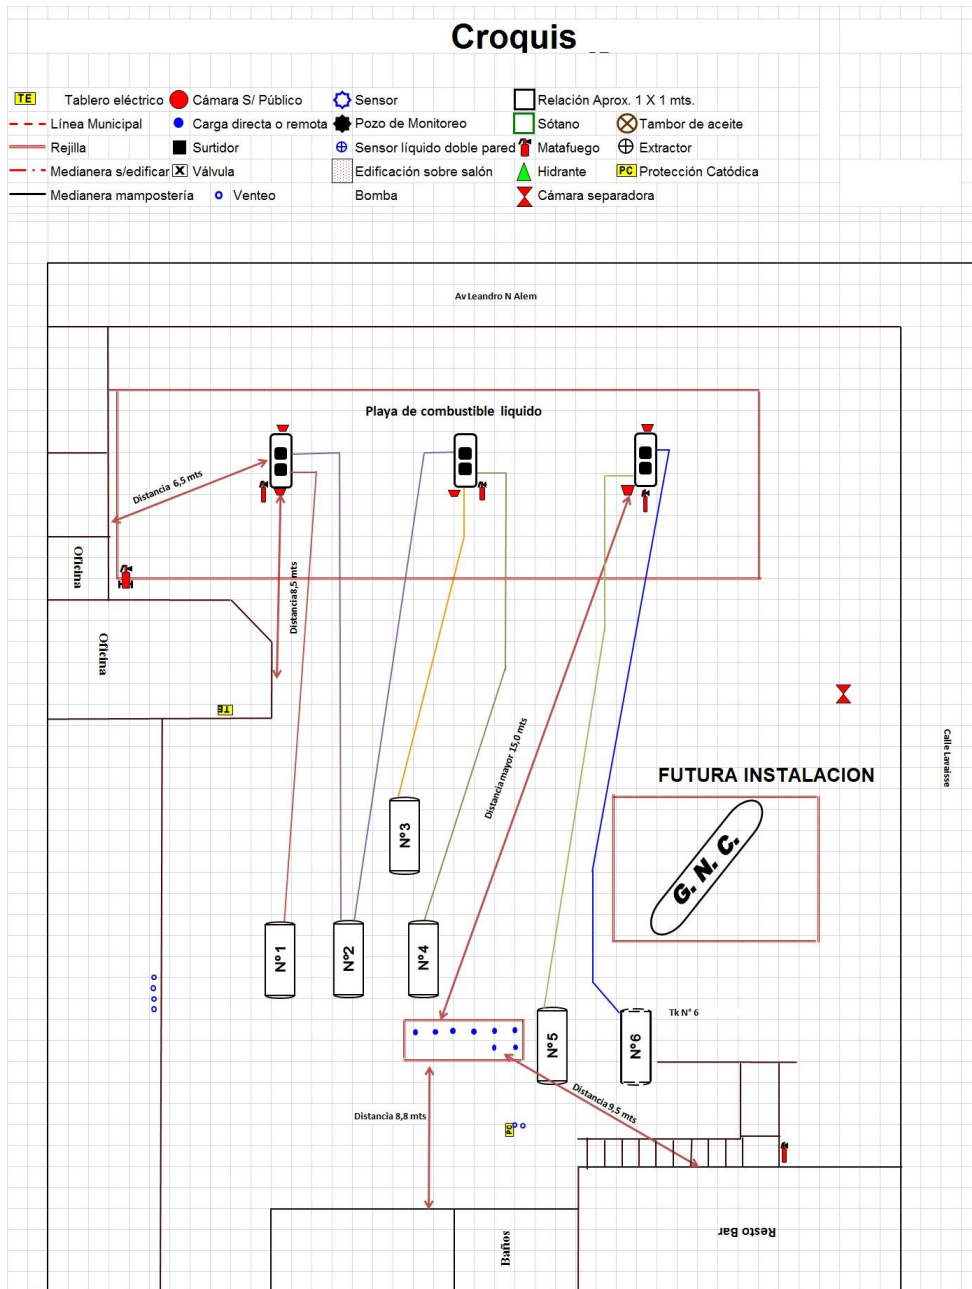 Croquis
TE Tablero eléctrico Cámara S/ Público Sensor Relación Aprox. 1 X 1 mts.
Línea Municipal Carga directa o remota Pozo de Monitoreo Sótano Tambor de aceite
Rejilla Surtidor Sensor líquido doble pared Matafuego Extractor
Medianera s/edificar X Válvula Edificación sobre salón Hidrante PC Protección Catódica
Medianera mampostería Venteo Bomba Cámara separadora
Av Leandro N Alem
Playa de combustible liquido
Distancia 6,5 mts
Oficina
Distancia8,5 mts
Oficina
TE
Distancia mayor 15,0 mts
Calle Lavaisse
FUTURA INSTALACION
G. N. C.
Nº3
Nº1
Nº2
Nº4
Nº5
Nº6
Tk N° 6
Distancia 8,8 mts
Distancia 9,5 mts
PC
Baños
Resto Bar